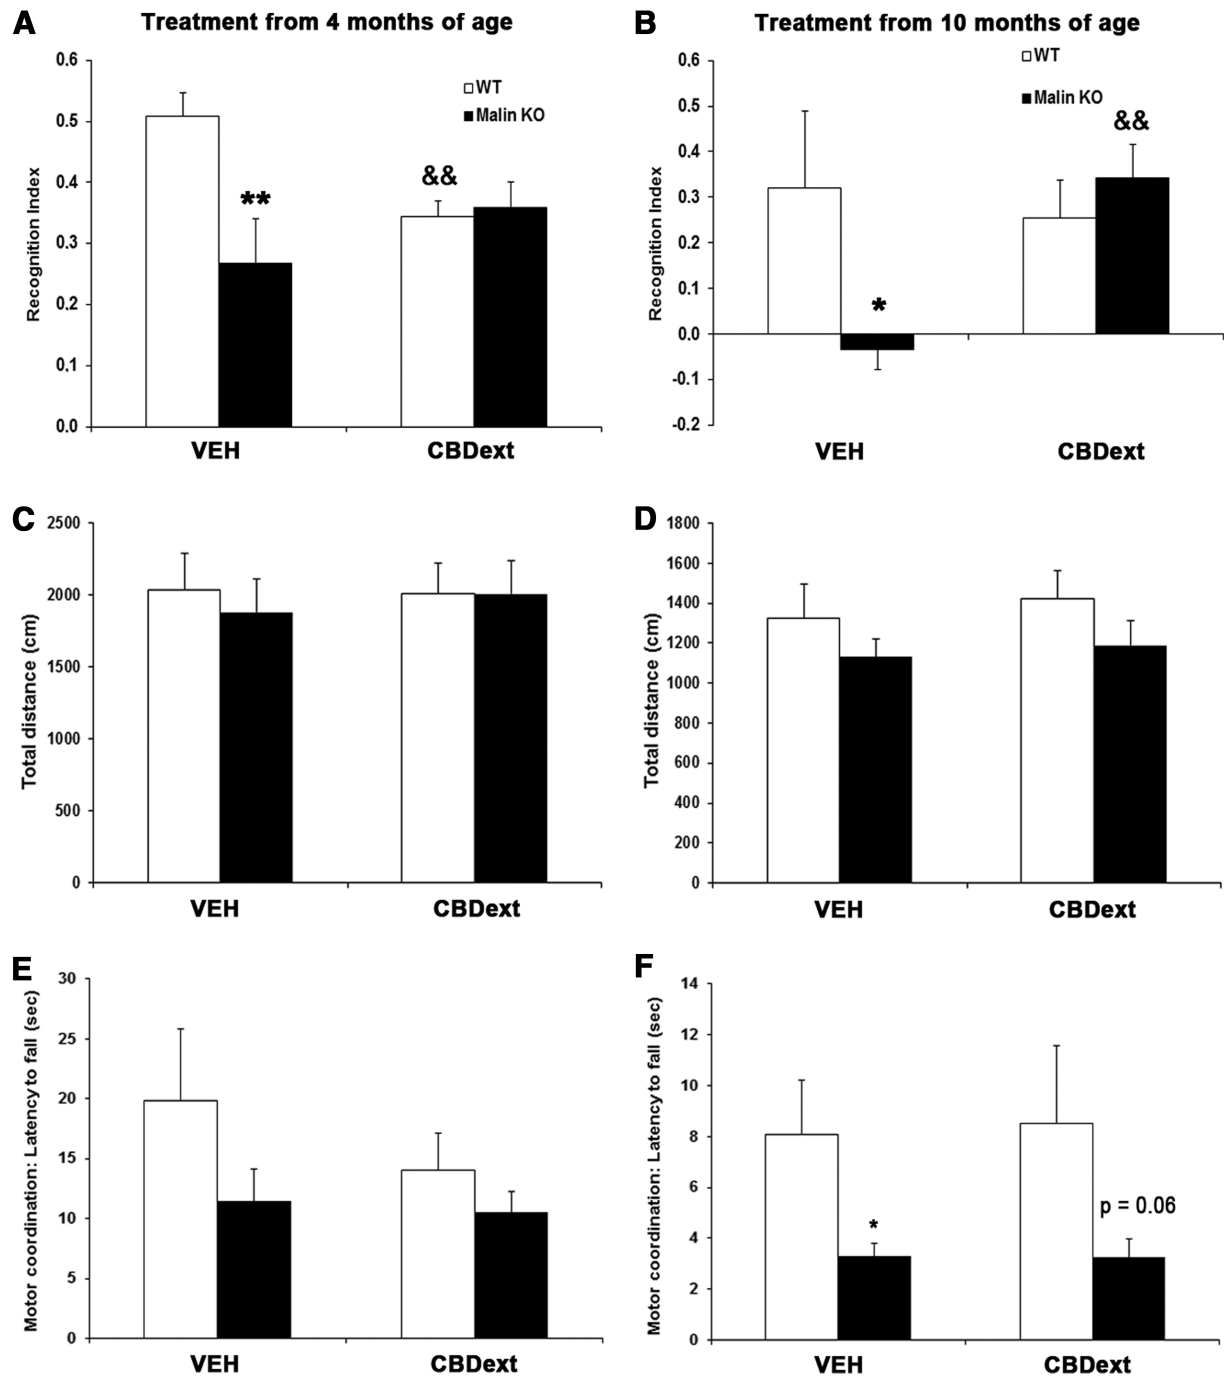 A
Treatment from 4 months of age
0.6
0.5
0.4
0.3
0.2
0.1
0.0
Recognition Index
WT
Malin KO
**
&&
VEH
CBDext
B
Treatment from 10 months of age
0.6
0.5
0.4
0.3
0.2
0.1
0.0
-0.1
-0.2
Recognition Index
WT
Malin KO
*
&&
VEH
CBDext
C
2500
2000
1500
1000
500
0
Total distance (cm)
VEH
CBDext
D
1800
1600
1400
1200
1000
800
600
400
200
0
Total distance (cm)
VEH
CBDext
E
30
25
20
15
10
5
0
Motor coordination: Latency to fall (sec)
VEH
CBDext
F
14
12
10
8
6
4
2
0
Motor coordination: Latency to fall (sec)
*
p = 0.06
VEH
CBDext